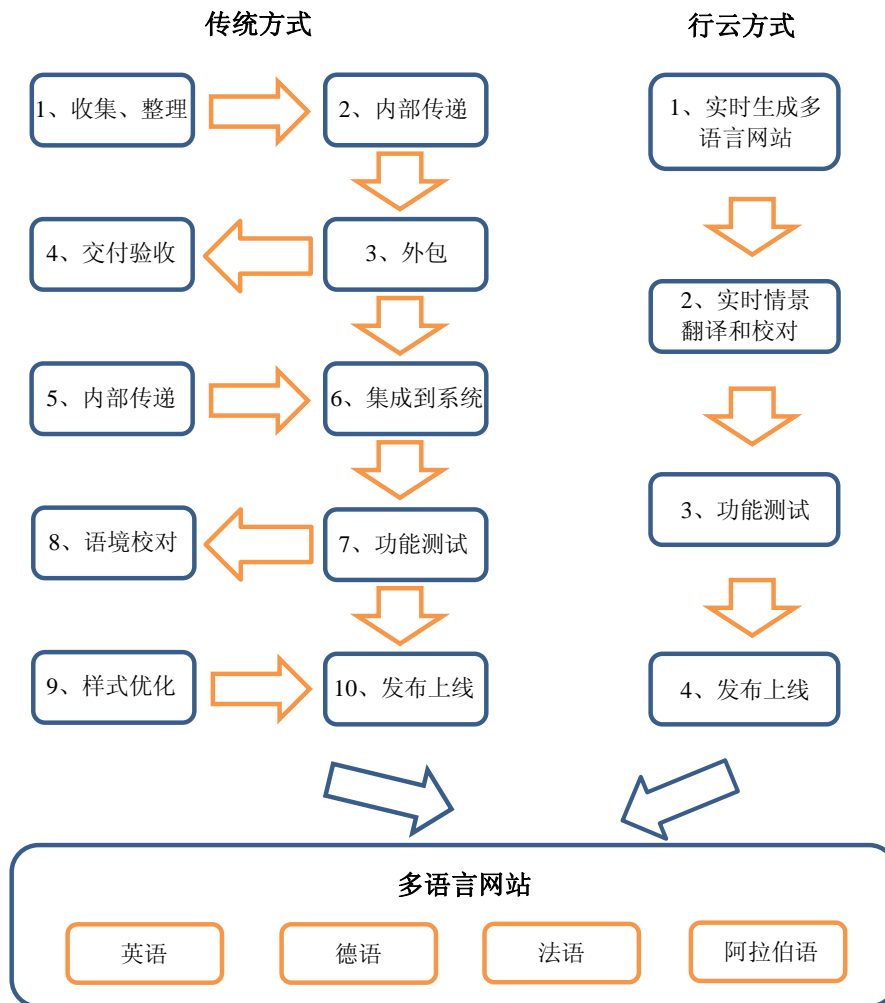 传统方式
行云方式
1、收集、整理
2、内部传递
1、实时生成多
语言网站
4、交付验收
3、外包
2、实时情景
翻译和校对
5、内部传递
6、集成到系统
8、语境校对
7、功能测试
3、功能测试
9、样式优化
10、发布上线
4、发布上线
多语言网站
英语
德语
法语
阿拉伯语